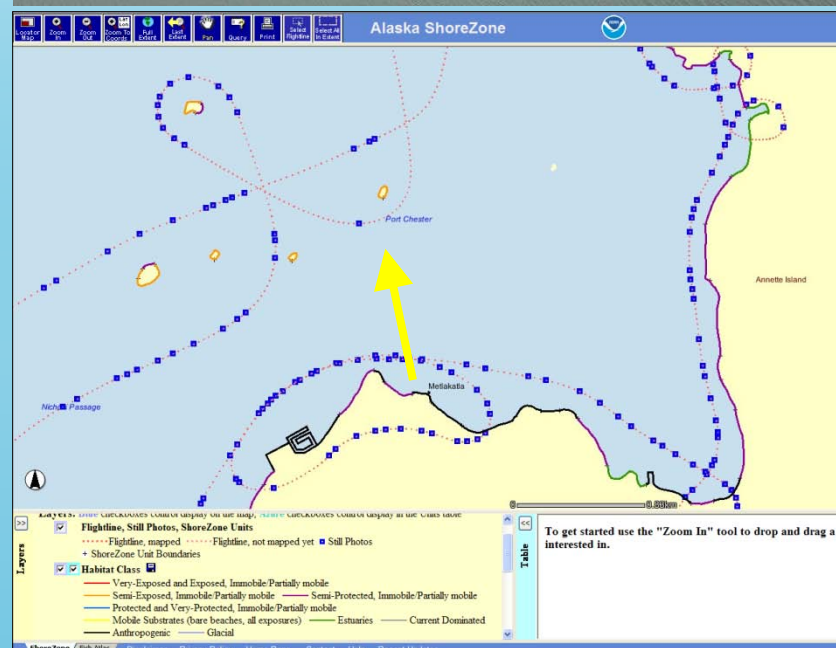 Locator Map
Zoom In
Zoom Out
Zoom To Coords
Full Extent
Last Extent
Pan
Query
Print
Select flightline
Select All In Extent
Alaska ShoreZone
Port Chester
Annette Island
Metlakatla
Passage
Layers
Flightline, Still Photos, ShoreZone Units
Flightline, mapped Flightline, not mapped yet Still Photos
+ ShoreZone Unit Boundaries
Habitat Class
Very-Exposed and Exposed, Immobile/Partially mobile
Semi-Exposed, Immobile/Partially mobile Semi-Protected, Immobile/Partially mobile
Protected and Very-Protected, Immobile/Partially mobile
Mobile Substrates (bare beaches, all exposures) Estuaries Current Dominated
Anthropogenic Glacial
Table
To get started use the "Zoom In" tool to drop and drag a
interested in.